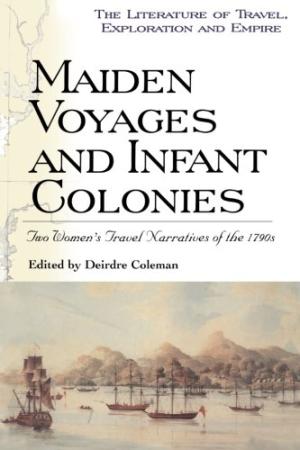 The Literature of Travel,
Exploration and Empire
Maiden
Voyages
and Infant
Colonies
Two Women's Travel Narratives of the 1790s
Edited by Deirdre Coleman